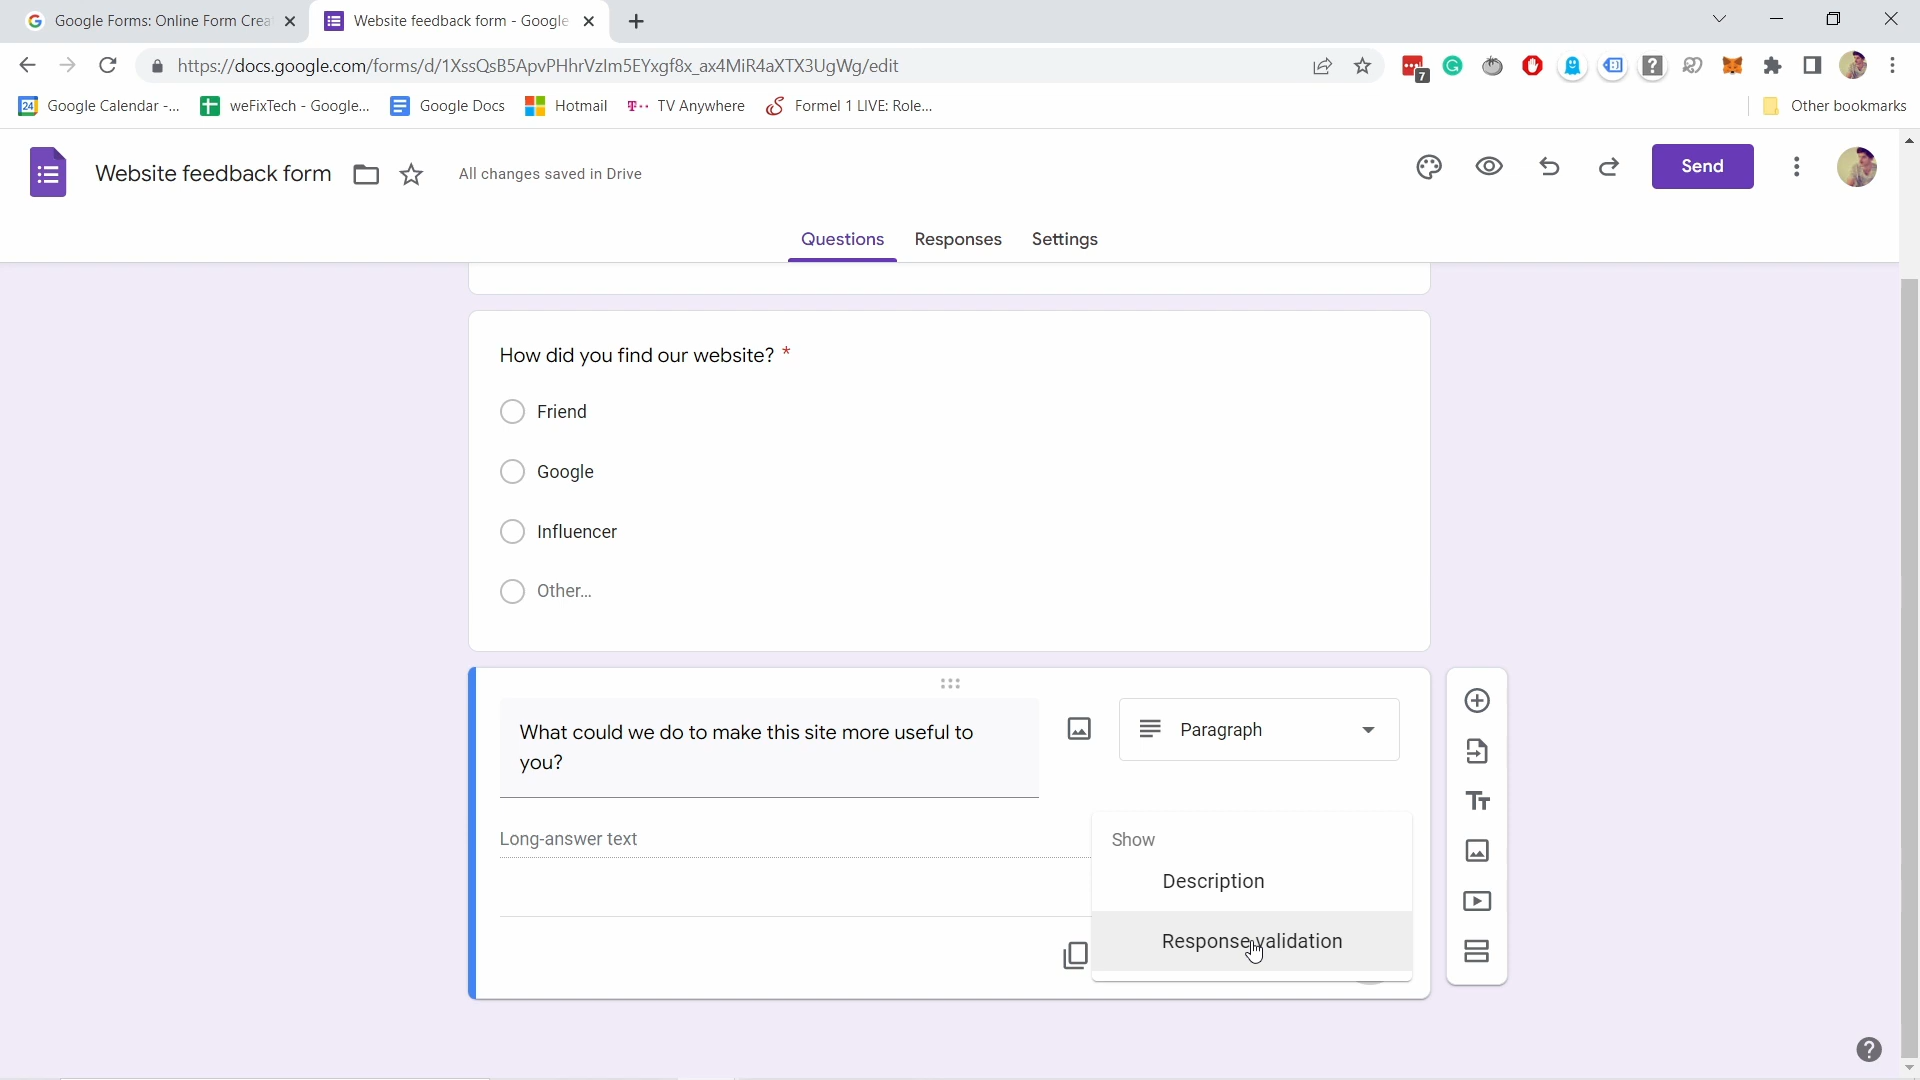 Google Forms: Online Form Crea
Website feedback form - Google
https://docs.google.com/forms/d/1XssQsB5ApvPHhrVzlm5EYxgf8x_ax4MiR4aXTX3UgWg/edit
7
24 Google Calendar -...
weFixTech - Google...
Google Docs
Hotmail
TV Anywhere
Formel 1 LIVE: Role...
Other bookmarks
Website feedback form
All changes saved in Drive
Send
Questions
Responses
Settings
How did you find our website? *
Friend
Google
Influencer
Other...
What could we do to make this site more useful to
you?
Paragraph
Long-answer text
Show
Description
Response validation